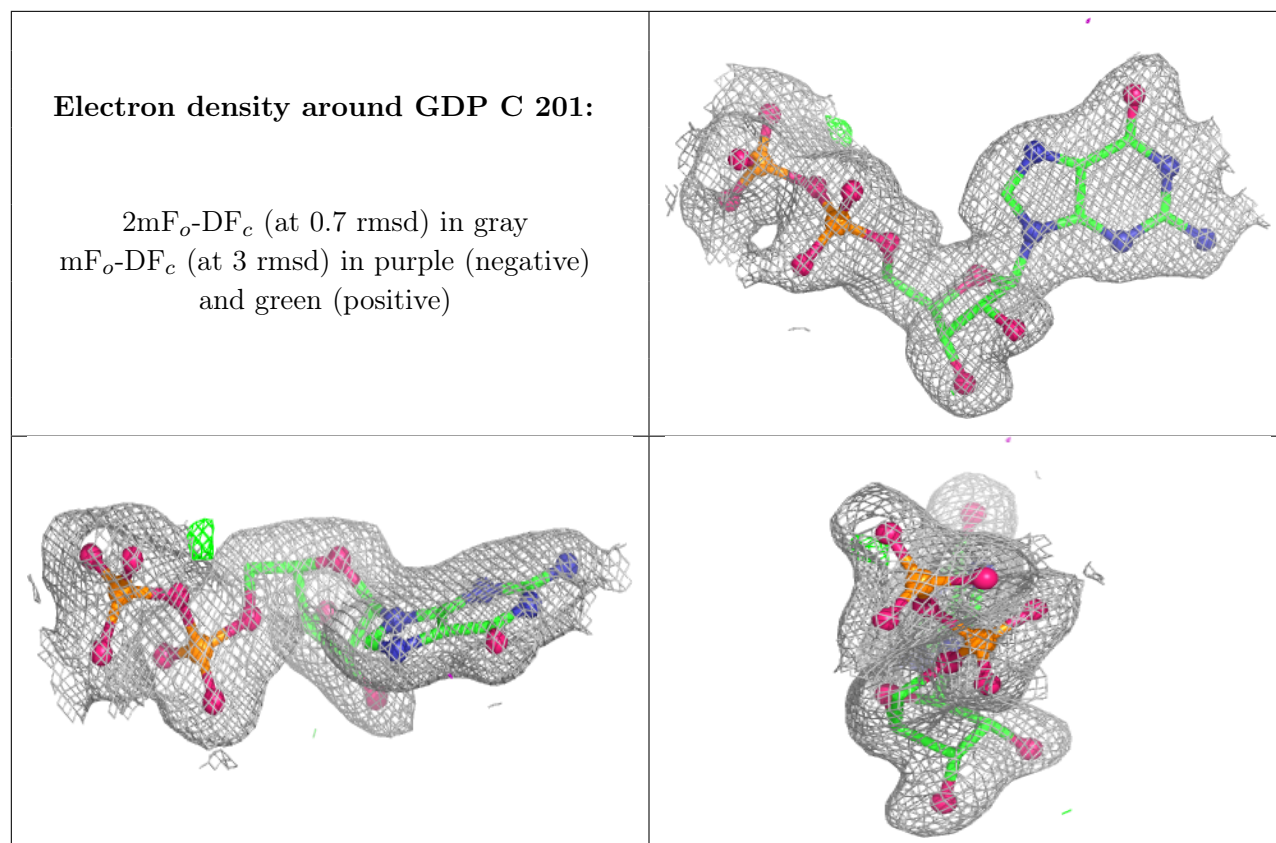 Electron density around GDP C 201:
2mFo-DFc (at 0.7 rmsd) in gray
mFo-DFc (at 3 rmsd) in purple (negative)
and green (positive)